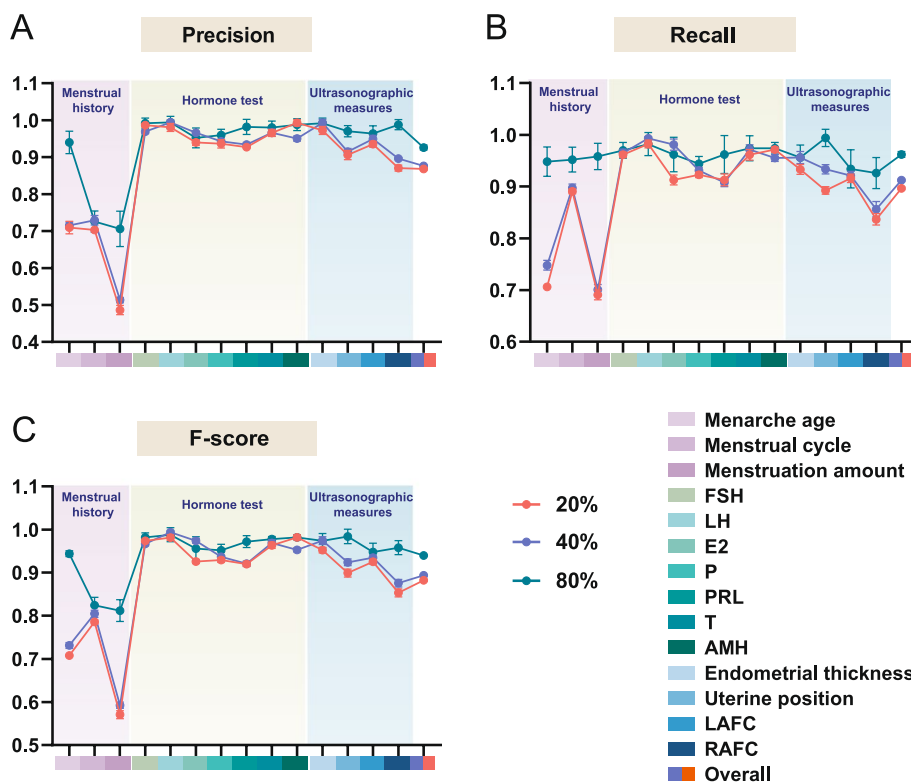 A
Precision
1.1
1.0
0.9
0.8
0.7
0.6
0.5
0.4
Menstrual
history
Hormone test
Ultrasonographic
measures
B
Recall
1.1
1.0
0.9
0.8
0.7
0.6
Menstrual
history
Hormone test
Ultrasonographic
measures
C
F-score
1.1
1.0
0.9
0.8
0.7
0.6
0.5
Menstrual
history
Hormone test
Ultrasonographic
measures
20%
40%
80%
Menarche age
Menstrual cycle
Menstruation amount
FSH
LH
E2
P
PRL
T
AMH
Endometrial thickness
Uterine position
LAFC
RAFC
Overall